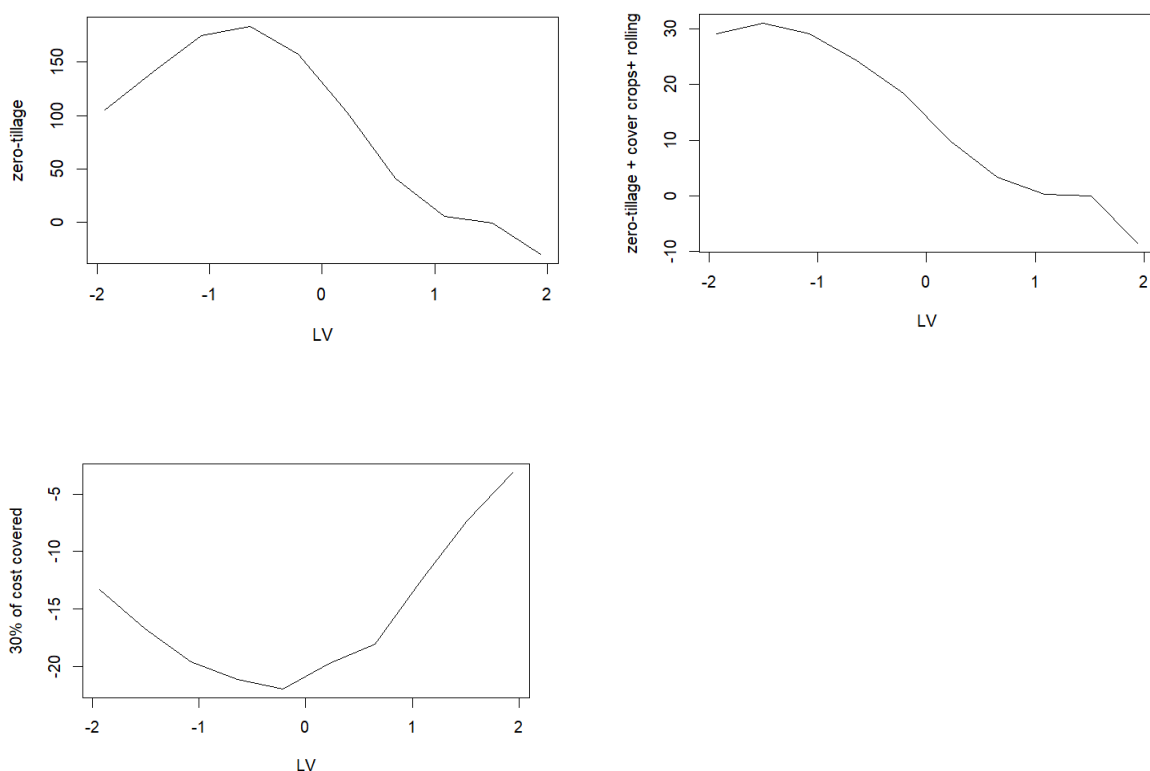 zero-tillage
150
100
50
0
-2 -1 0 1 2
LV
zero-tillage + cover crops+ rolling
30
20
10
0
-10
-2 -1 0 1 2
LV
30% of cost covered
-5
-10
-15
-20
-2 -1 0 1 2
LV